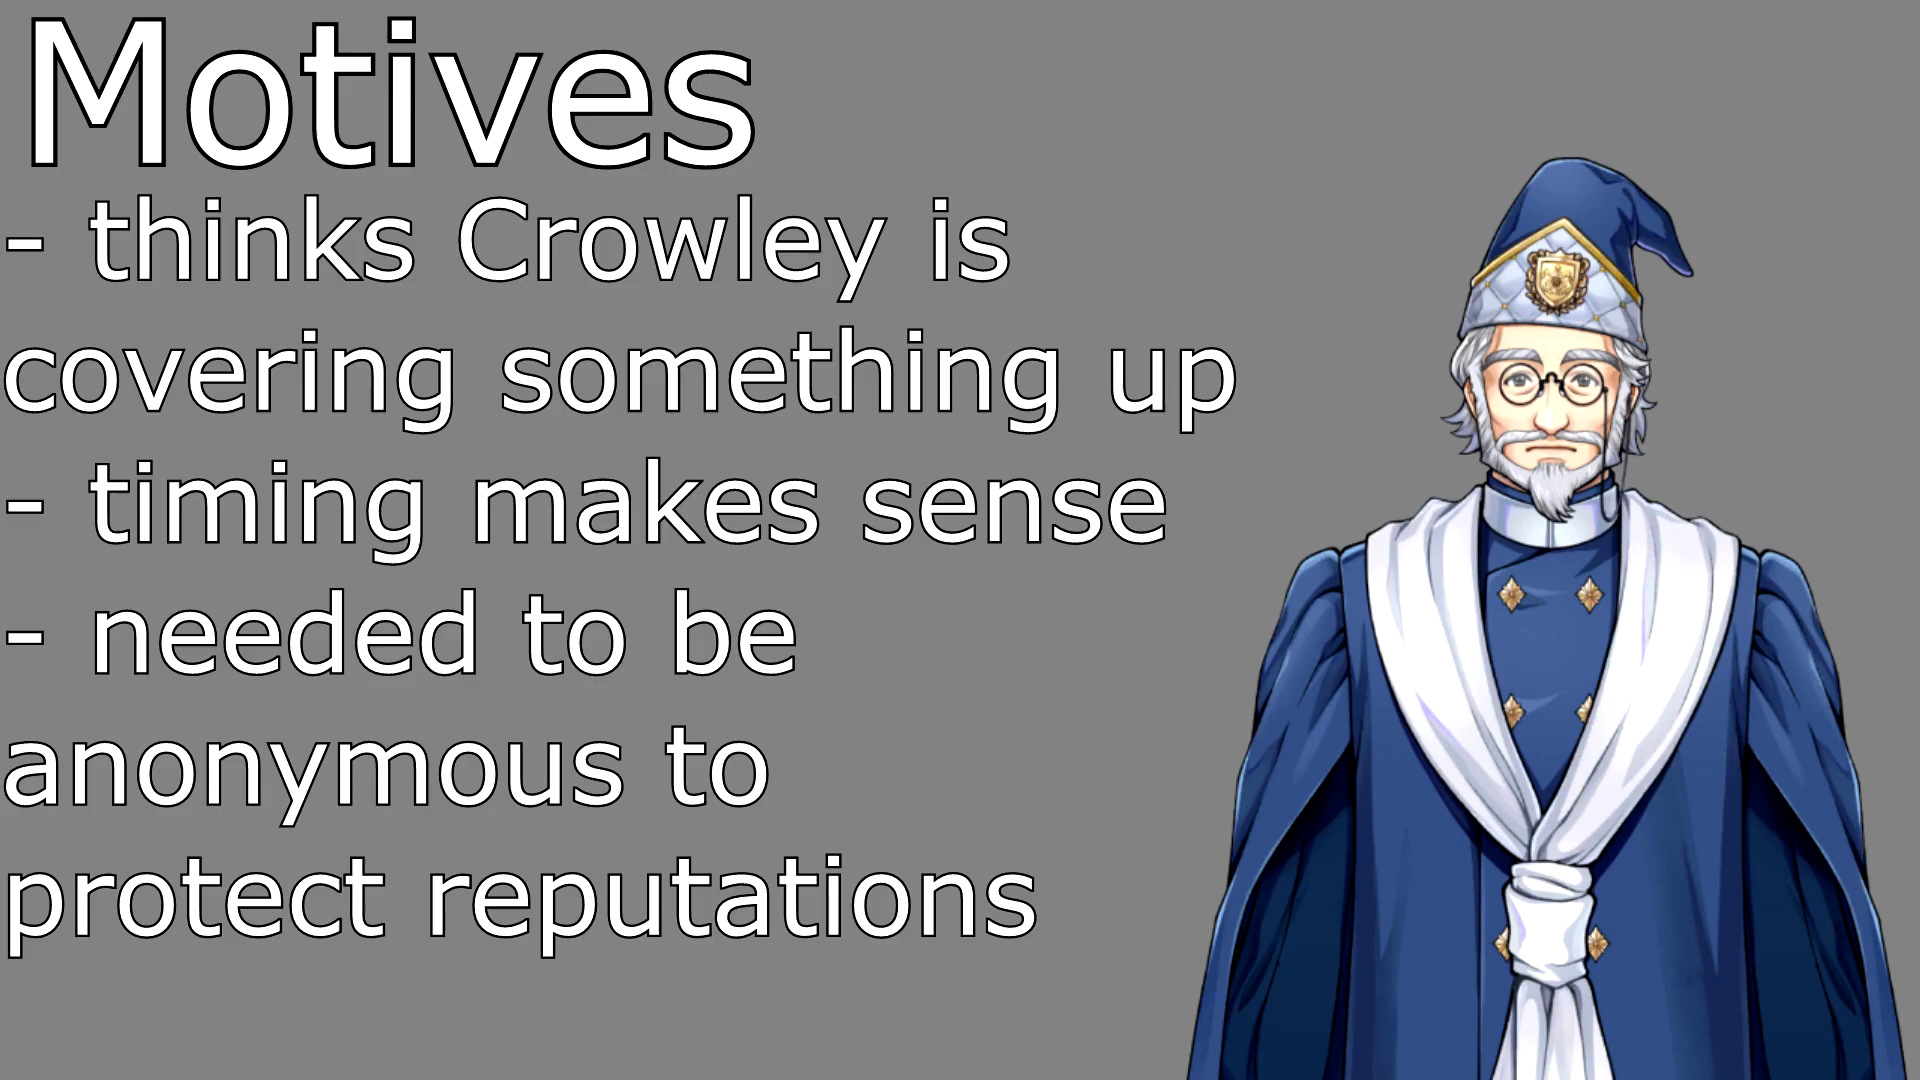 Motives
- thinks Crowley is
covering something up
- timing makes sense
- needed to be
anonymous to
protect reputations